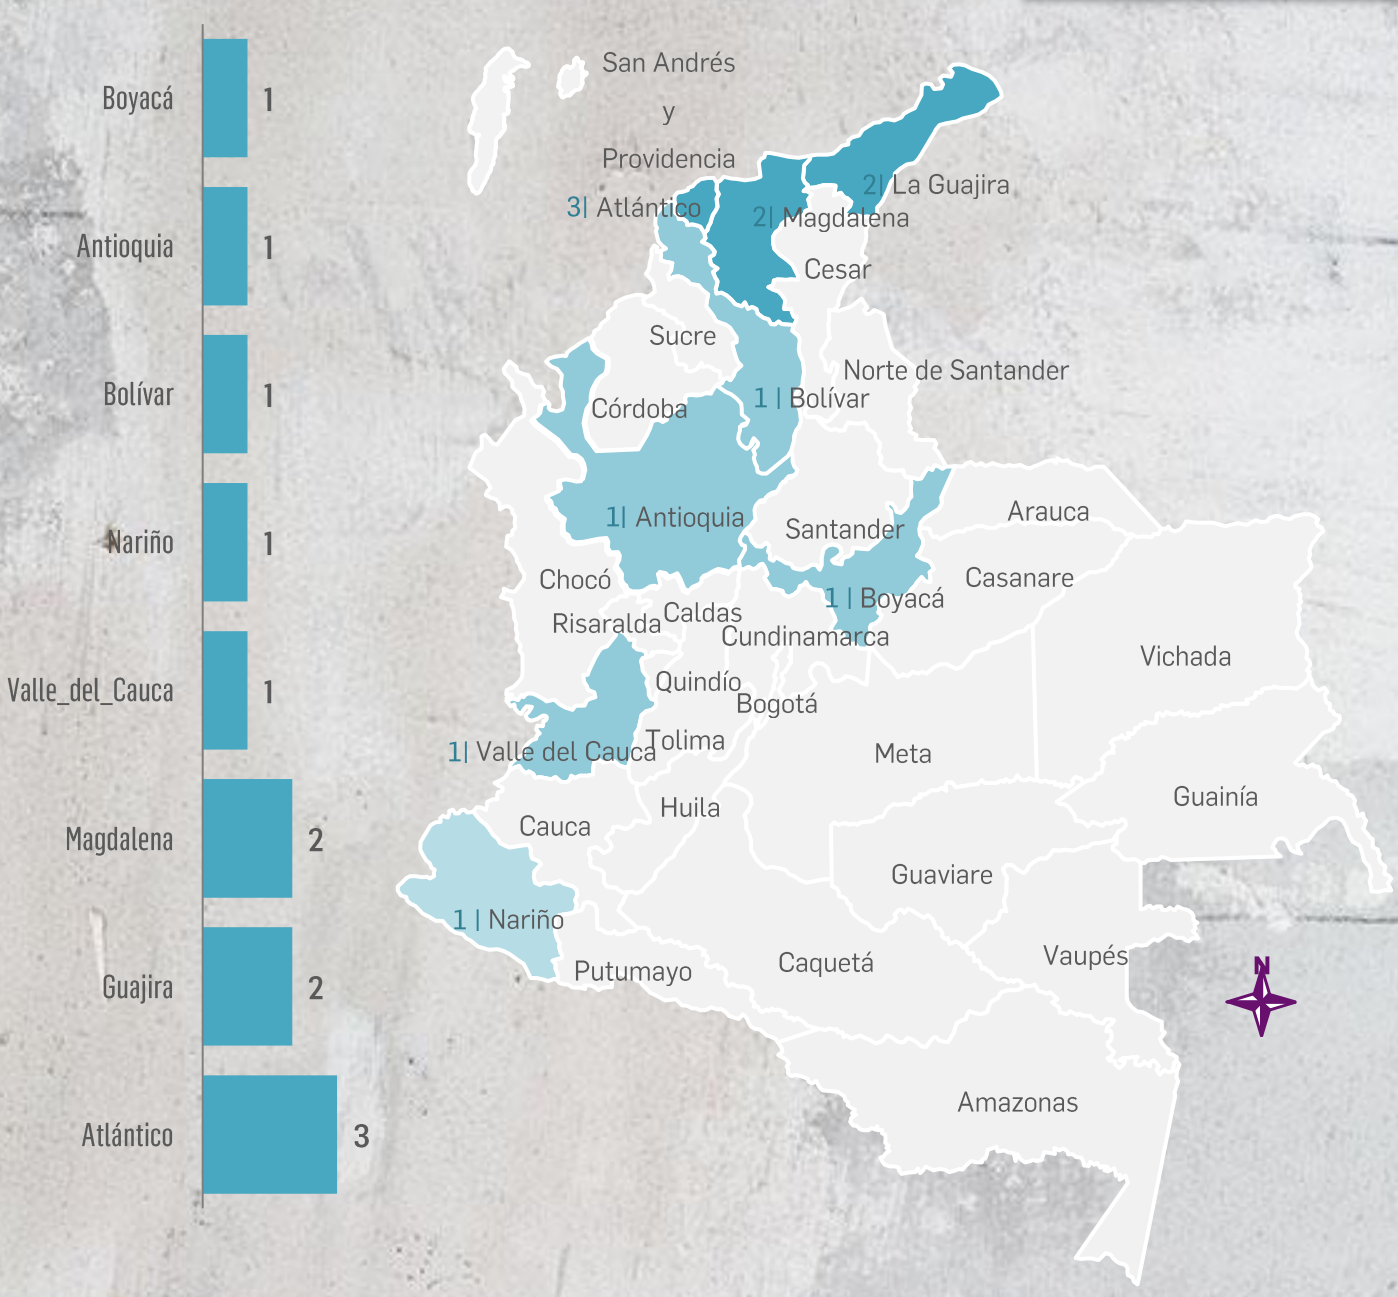 Boyacá 1
Antioquia 1
Bolívar 1
Nariño 1
Valle_del_Cauca 1
Magdalena 2
Guajira 2
Atlántico 3
San Andrés
y
Providencia
2| La Guajira
3| Atlántico
2| Magdalena
Cesar
Sucre
Norte de Santander
1 | Bolívar
Córdoba
Arauca
1| Antioquia
Santander
Chocó
Casanare
1 | Boyacá
Caldas
Risaralda
Cundinamarca
Vichada
Quindío
Bogotá
Tolima
1| Valle del Cauca
Meta
Guainía
Huila
Cauca
Guaviare
1 | Nariño
Vaupés
Caquetá
Putumayo
N
Amazonas